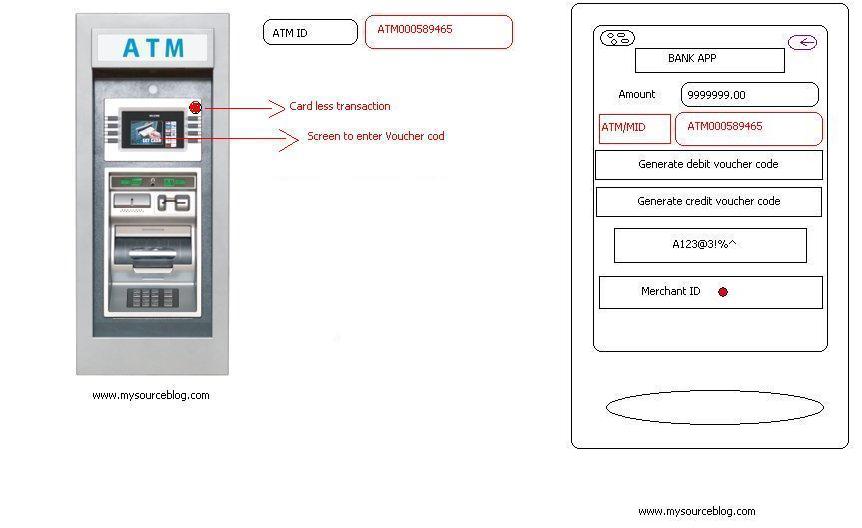 ATM
ATM ID
ATM000589465
Card less transaction
Screen to enter Voucher cod
www.mysourceblog.com
BANK APP
Amount
9999999.00
ATM/MID
ATM000589465
Generate debit voucher code
Generate credit voucher code
A123@3!%^
Merchant ID
www.mysourceblog.com